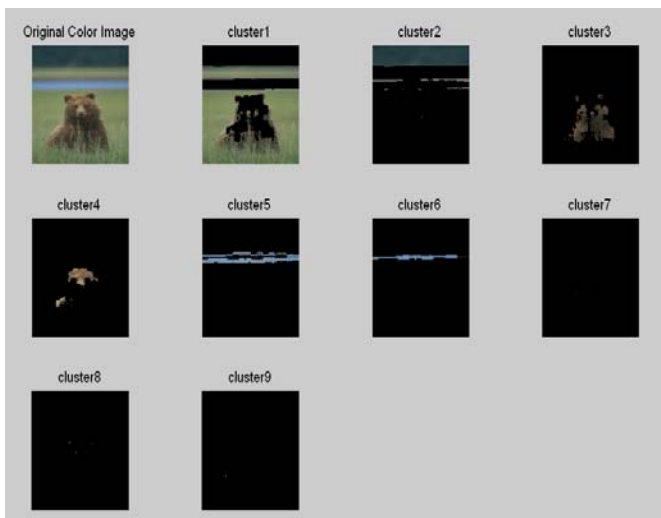 Original Color Image cluster1 cluster2 cluster3
cluster4 cluster5 cluster6 cluster7
cluster8 cluster9